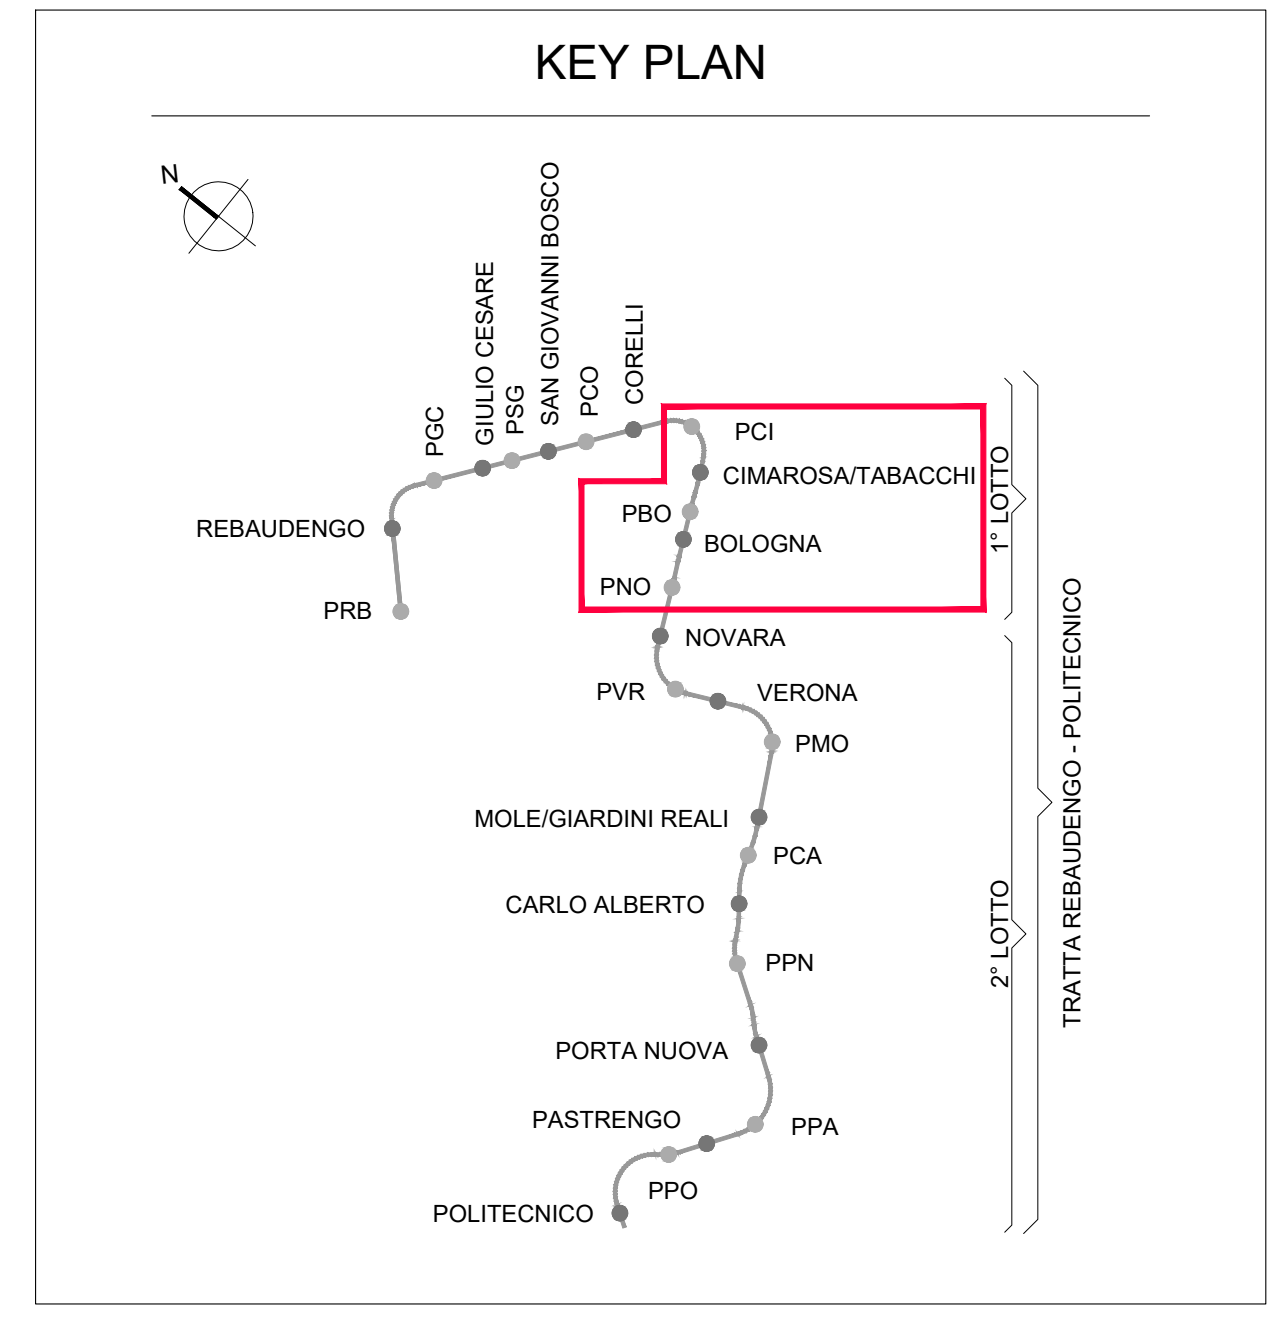 KEY PLAN
N
PGC
GIULIO CESARE
PSG
SAN GIOVANNI BOSCO
PCO
CORELLI
PCI
CIMAROSA/TABACCHI
PBO
BOLOGNA
REBAUDENGO
PNO
PRB
NOVARA
PVR
VERONA
PMO
MOLE/GIARDINI REALI
PCA
CARLO ALBERTO
PPN
PORTA NUOVA
PASTRENGO
PPA
PPO
POLITECNICO
1° LOTTO
2° LOTTO
TRATTA REBAUDENGO - POLITECNICO